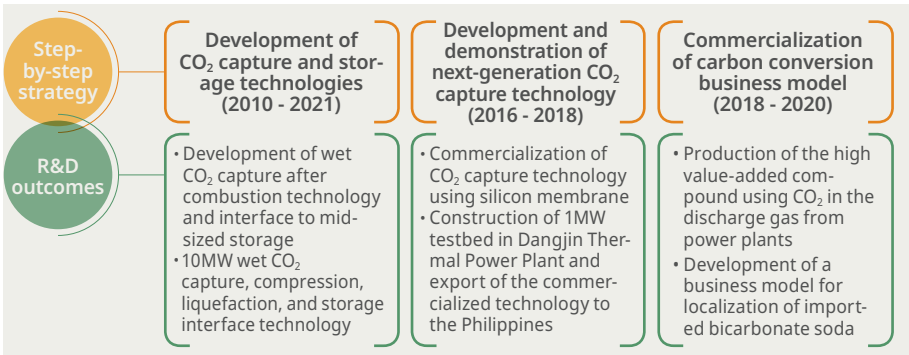 Step-
by-step
strategy
Development of
CO₂ capture and stor-
age technologies
(2010 - 2021)
Development and
demonstration of
next-generation CO₂
capture technology
(2016 - 2018)
Commercialization
of carbon conversion
business model
(2018 - 2020)
R&D
outcomes
• Development of wet
CO₂ capture after
combustion technology
and interface to mid-
sized storage
• 10MW wet CO₂
capture, compression,
liquefaction, and storage
interface technology
• Commercialization of
CO₂ capture technology
using silicon membrane
• Construction of 1MW
testbed in Dangjin Ther-
mal Power Plant and
export of the commer-
cialized technology to
the Philippines
• Production of the high
value-added com-
pound using CO₂ in the
discharge gas from
power plants
• Development of a
business model for
localization of import-
ed bicarbonate soda